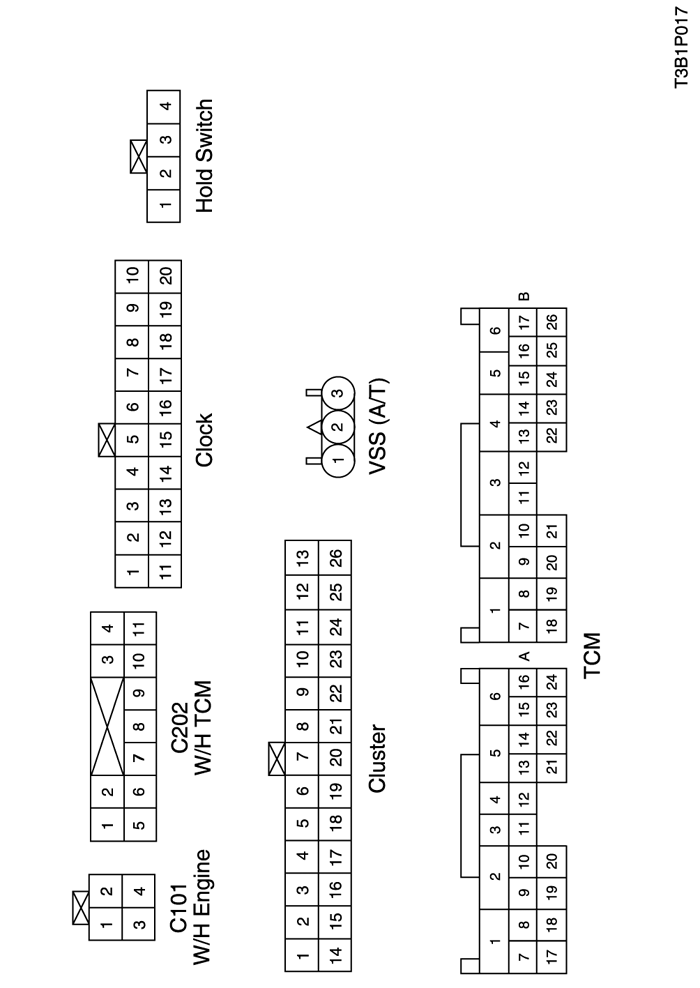 T3B1P017
1 2
3 4
C101
W/H Engine
1 2 3 4
5 6 7 8 9 10 11
C202
W/H TCM
1 2 3 4 5 6 7 8 9 10
11 12 13 14 15 16 17 18 19 20
Clock
1 2 3 4
Hold Switch
1 2 3 4 5 6 7 8 9 10 11 12 13
14 15 16 17 18 19 20 21 22 23 24 25 26
Cluster
1 2 3
VSS (A/T)
1 2 3 4 5 6
7 8 9 10 11 12 13 14 15 16
17 18 19 20 21 22 23 24
A
1 2 3 4 5 6
7 8 9 10 11 12 13 14 15 16 17
18 19 20 21 22 23 24 25 26
B
TCM